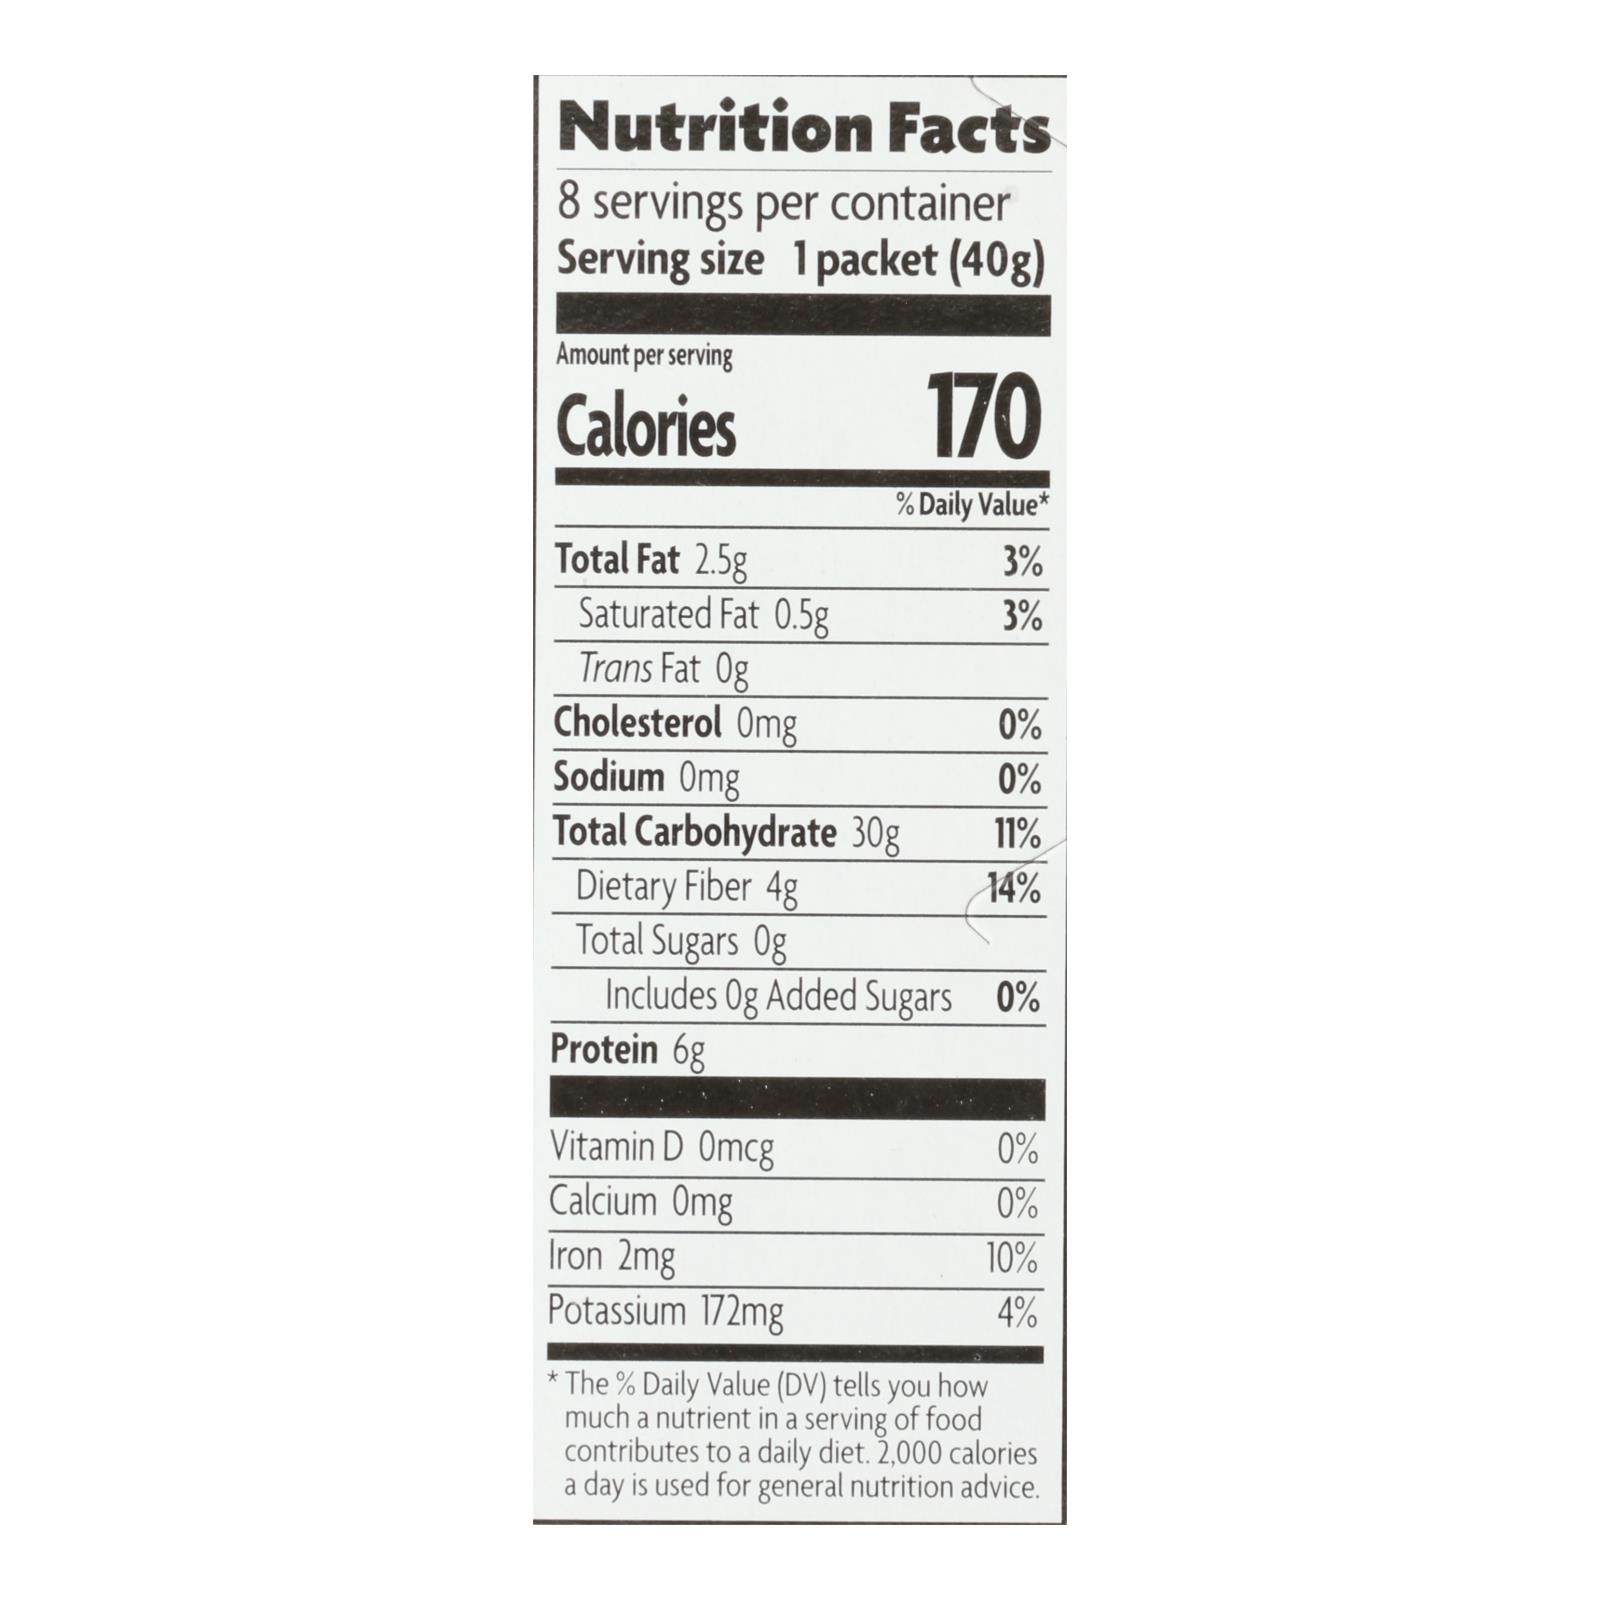 Nutrition Facts
8 servings per container
Serving size 1 packet (40g)
Amount per serving
Calories 170
% Daily Value*
Total Fat 2.5g 3%
Saturated Fat 0.5g 3%
Trans Fat 0g
Cholesterol 0mg 0%
Sodium 0mg 0%
Total Carbohydrate 30g 11%
Dietary Fiber 4g 14%
Total Sugars 0g
Includes 0g Added Sugars 0%
Protein 6g
Vitamin D 0mcg 0%
Calcium 0mg 0%
Iron 2mg 10%
Potassium 172mg 4%
* The % Daily Value (DV) tells you how
much a nutrient in a serving of food
contributes to a daily diet. 2,000 calories
a day is used for general nutrition advice.